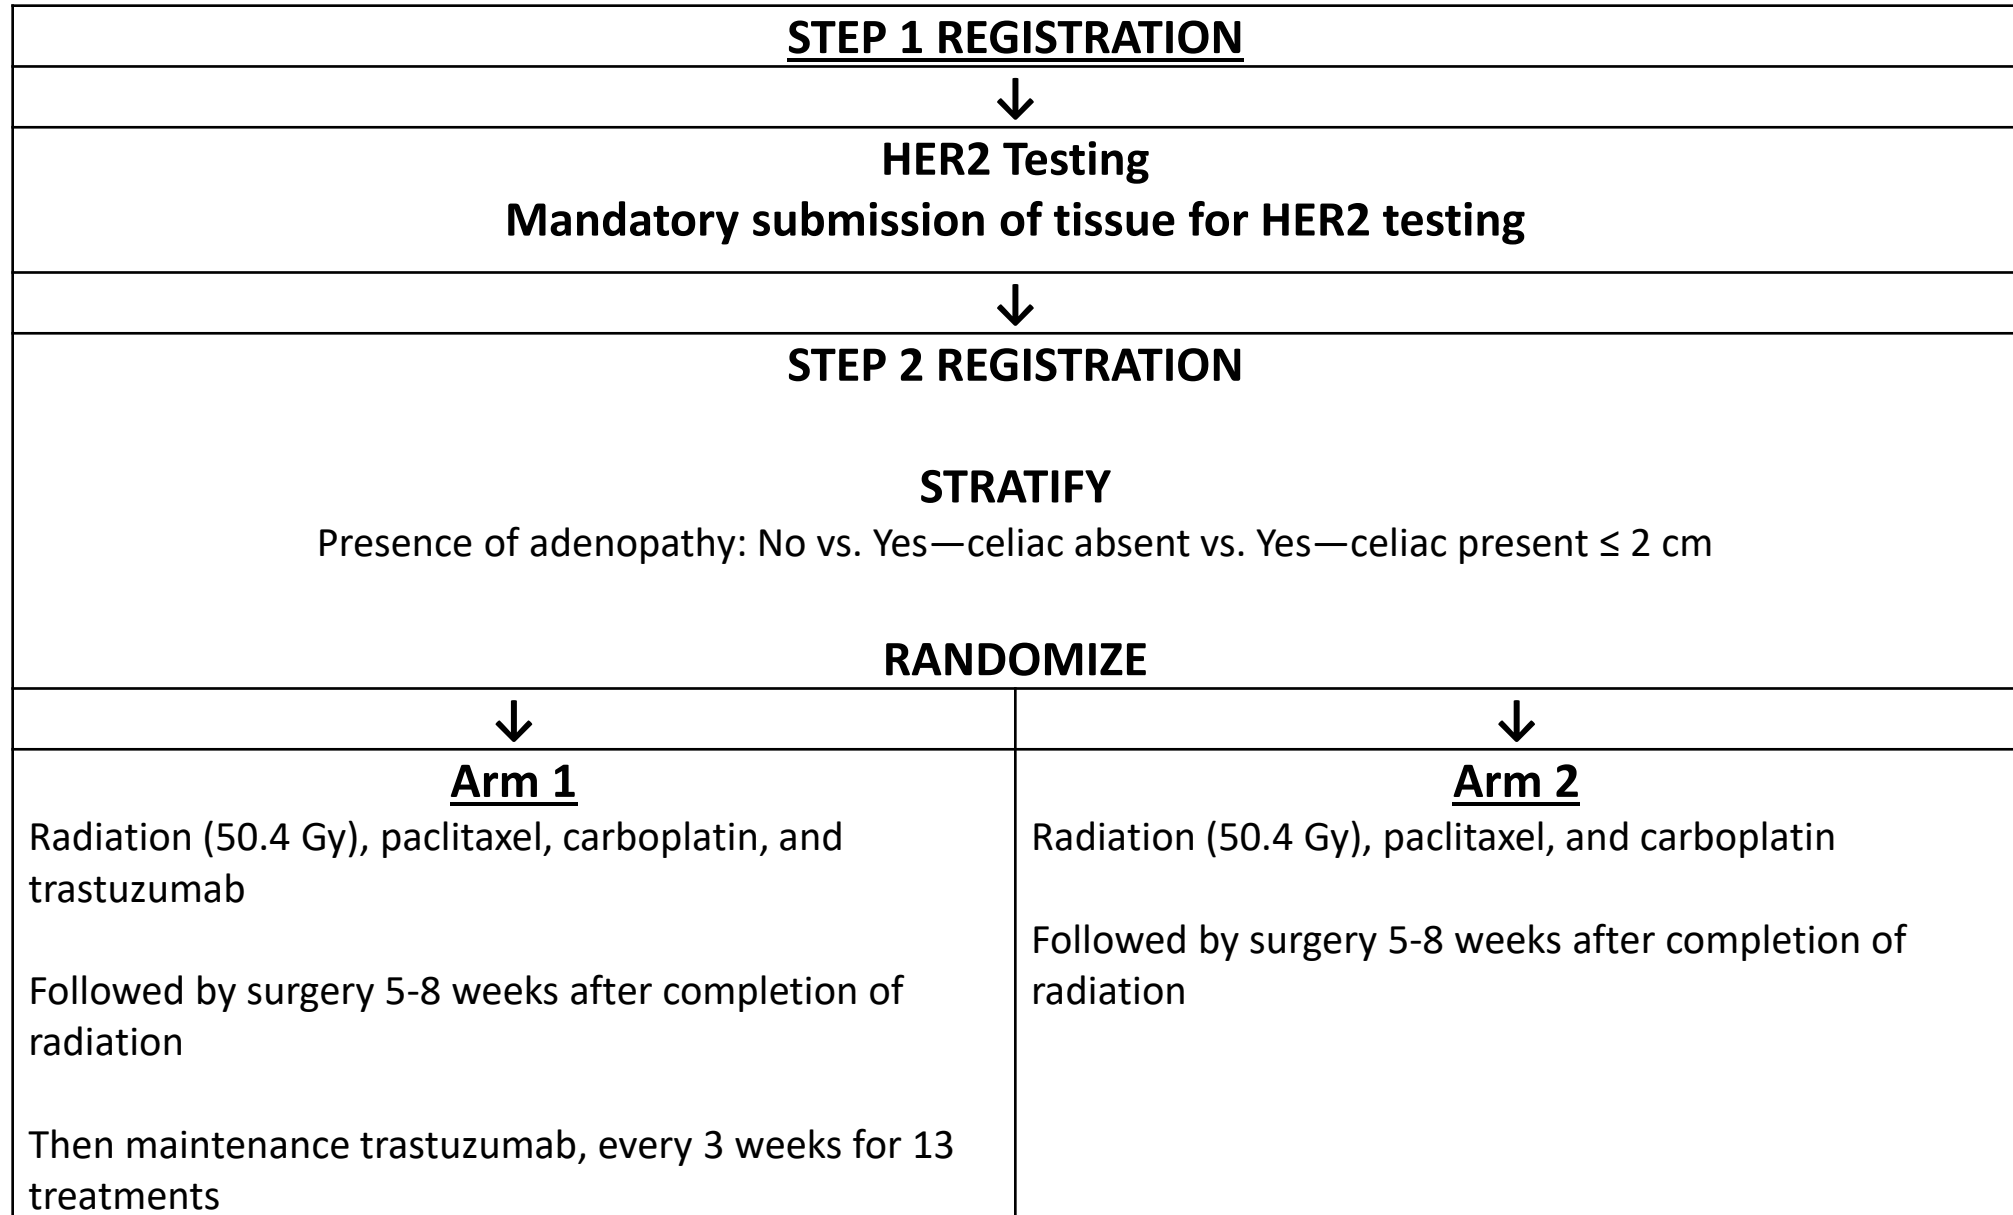 STEP 1 REGISTRATION
↓
HER2 Testing
Mandatory submission of tissue for HER2 testing
↓
STEP 2 REGISTRATION
STRATIFY
Presence of adenopathy: No vs. Yes—celiac absent vs. Yes—celiac present ≤ 2 cm
RANDOMIZE
↓
↓
Arm 1
Radiation (50.4 Gy), paclitaxel, carboplatin, and
trastuzumab
Followed by surgery 5-8 weeks after completion of
radiation
Then maintenance trastuzumab, every 3 weeks for 13
treatments
Arm 2
Radiation (50.4 Gy), paclitaxel, and carboplatin
Followed by surgery 5-8 weeks after completion of
radiation